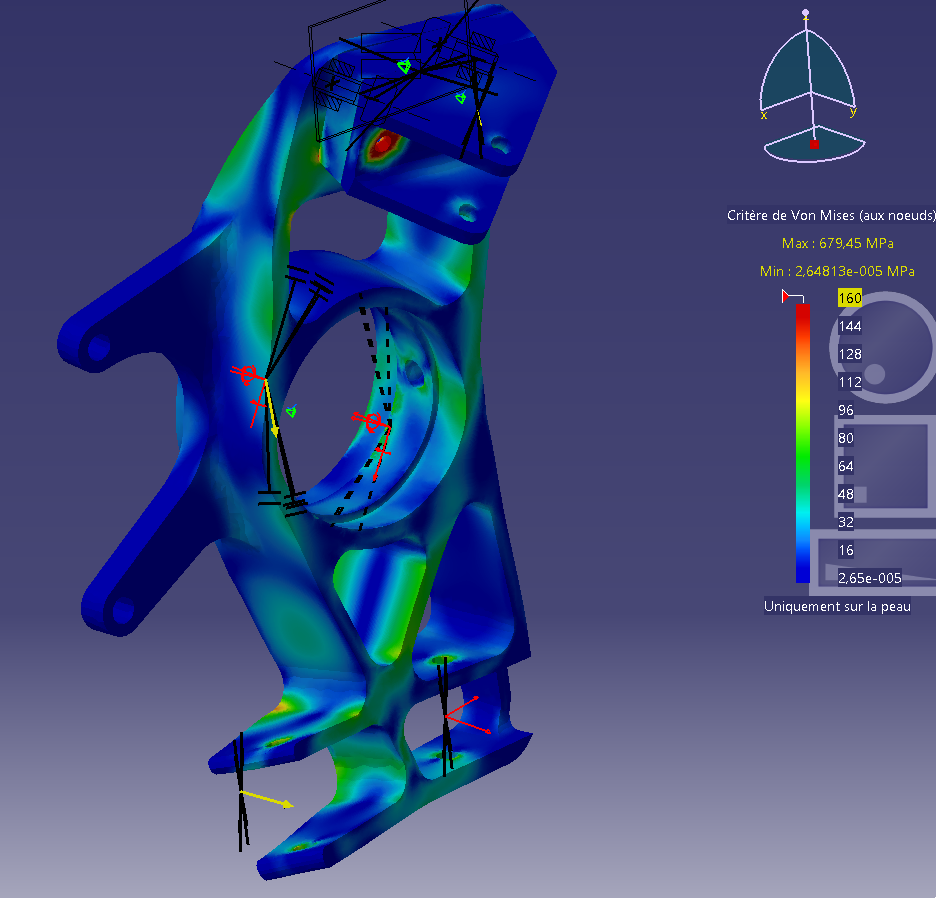 z
x
y
Critère de Von Mises (aux noeuds)
Max : 679,45 MPa
Min : 2,64813e-005 MPa
160
144
128
112
96
80
64
48
32
16
2,65e-005
Uniquement sur la peau